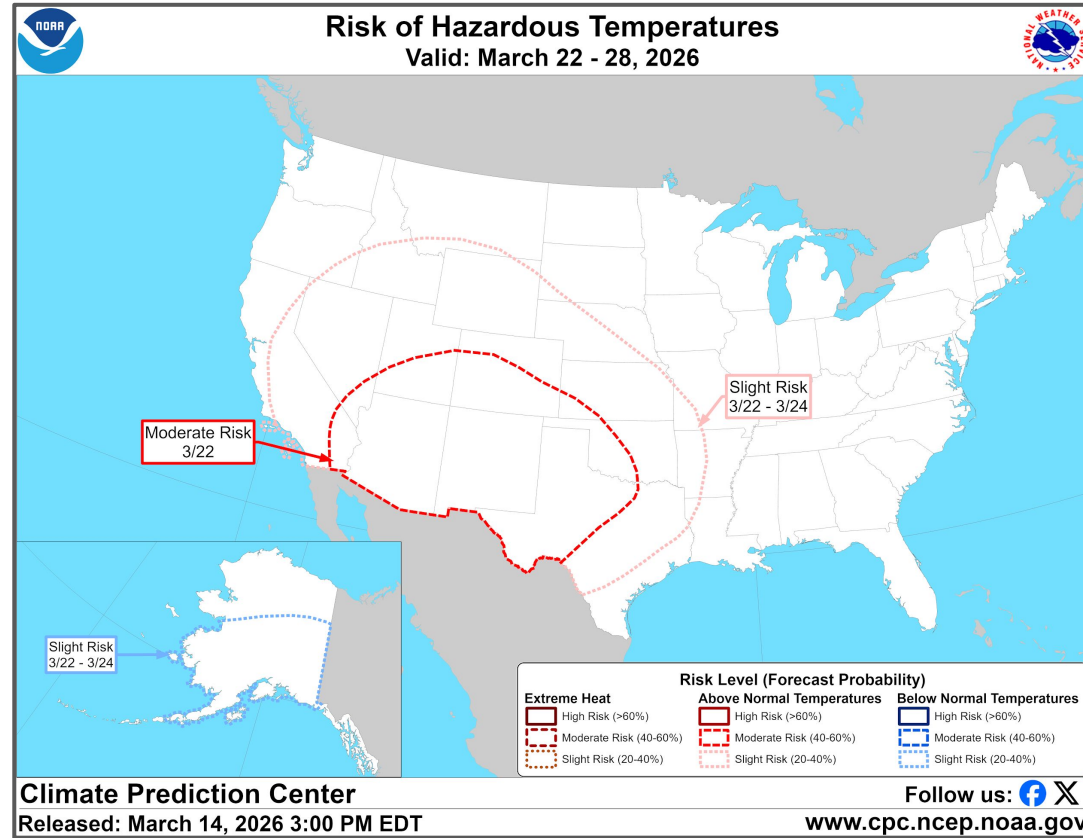 NOAA
Risk of Hazardous Temperatures
Valid: March 22 - 28, 2026
NATIONAL WEATHER SERVICE
Slight Risk
3/22 - 3/24
Moderate Risk
3/22
Slight Risk
3/22 - 3/24
Risk Level (Forecast Probability)
Extreme Heat
High Risk (>60%)
Moderate Risk (40-60%)
Slight Risk (20-40%)
Above Normal Temperatures
High Risk (>60%)
Moderate Risk (40-60%)
Slight Risk (20-40%)
Below Normal Temperatures
High Risk (>60%)
Moderate Risk (40-60%)
Slight Risk (20-40%)
Climate Prediction Center
Follow us:
Released: March 14, 2026 3:00 PM EDT
www.cpc.ncep.noaa.gov